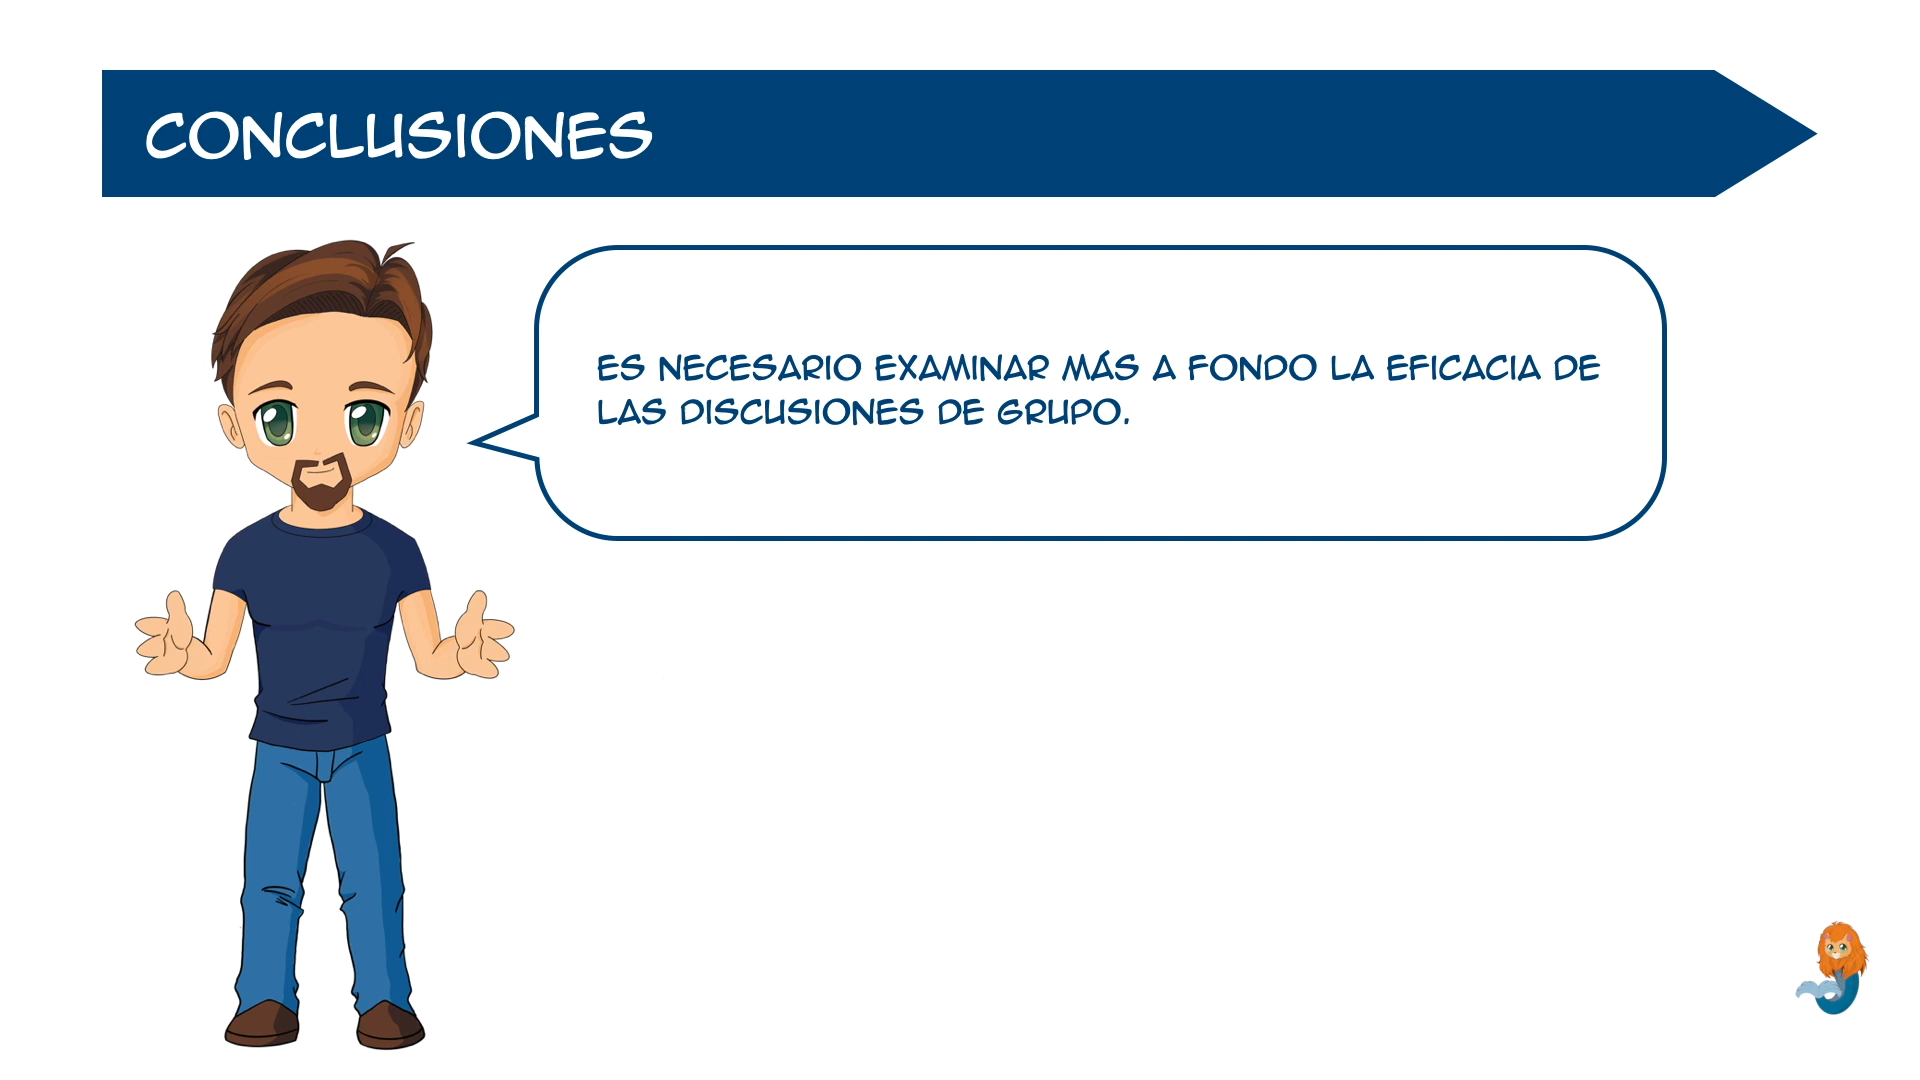 CONCLUSIONES
ES NECESARIO EXAMINAR MÁS A FONDO LA EFICACIA DE
LAS DISCUSIONES DE GRUPO.